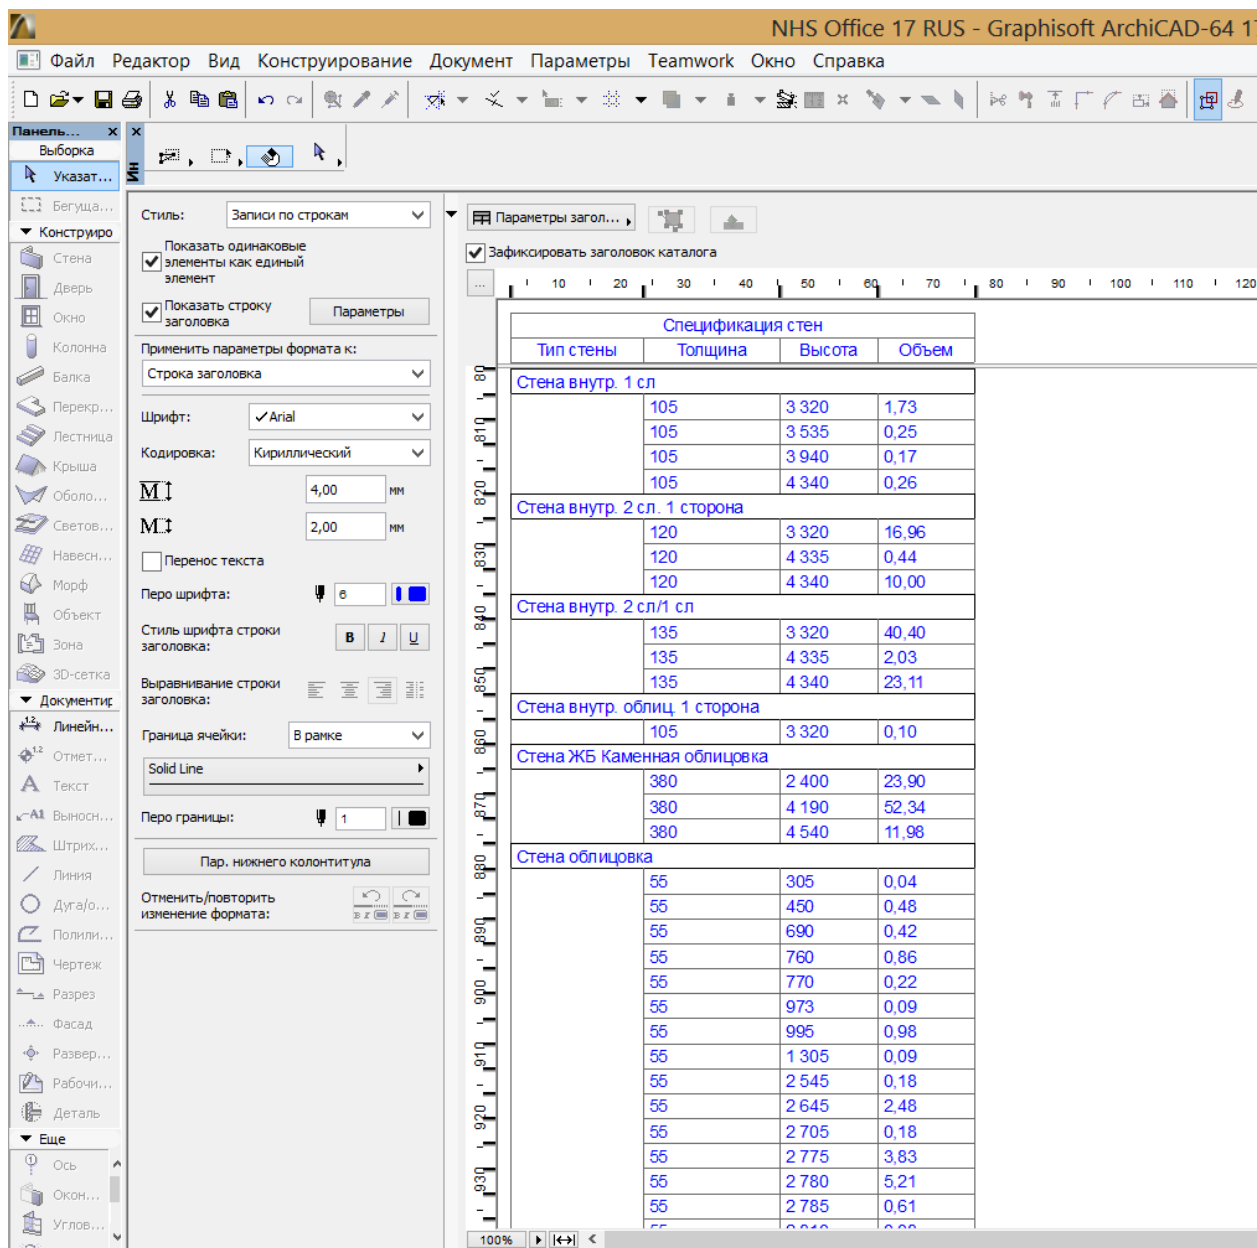 NHS Office 17 RUS - Graphisoft ArchiCAD-64 17
Файл Редактор Вид Конструирование Документ Параметры Teamwork Окно Справка
Панель...
Выборка
Указат...
Бегуща...
Конструиро
Стена
Дверь
Окно
Колонна
Балка
Перекр...
Лестница
Крыша
Оболо...
Светов...
Навесн...
Морф
Объект
Зона
3D-сетка
Документир
Линейн...
Отмет...
Текст
Выносн...
Штрих...
Линия
Дуга/о...
Полили...
Чертеж
Разрез
Фасад
Развер...
Рабочи...
Деталь
Еще
Ось
Окон...
Углов...
Ин
Стиль: Записи по строкам
Показать одинаковые
элементы как единый
элемент
Показать строку
заголовка
Параметры
Применить параметры формата к:
Строка заголовка
Шрифт: Arial
Кодировка: Кириллический
4,00 мм
2,00 мм
Перенос текста
Перо шрифта: 6
Стиль шрифта строки
заголовка:
B I U
Выравнивание строки
заголовка:
Граница ячейки: В рамке
Solid Line
Перо границы: 1
Пар. нижнего колонтитула
Отменить/повторить
изменение формата:
Параметры загол...
Зафиксировать заголовок каталога
... 10 20 30 40 50 60 70 80 90 100 110 120
Спецификация стен
Тип стены Толщина Высота Объем
Стена внутр. 1 сл
105 3 320 1,73
105 3 535 0,25
105 3 940 0,17
105 4 340 0,26
Стена внутр. 2 сл. 1 сторона
120 3 320 16,96
120 4 335 0,44
120 4 340 10,00
Стена внутр. 2 сл/1 сл
135 3 320 40,40
135 4 335 2,03
135 4 340 23,11
Стена внутр. облиц. 1 сторона
105 3 320 0,10
Стена ЖБ Каменная облицовка
380 2 400 23,90
380 4 190 52,34
380 4 540 11,98
Стена облицовка
55 305 0,04
55 450 0,48
55 690 0,42
55 760 0,86
55 770 0,22
55 973 0,09
55 995 0,98
55 1 305 0,09
55 2 545 0,18
55 2 645 2,48
55 2 705 0,18
55 2 775 3,83
55 2 780 5,21
55 2 785 0,61
80
810
820
830
840
850
860
870
880
890
900
910
920
930
100%